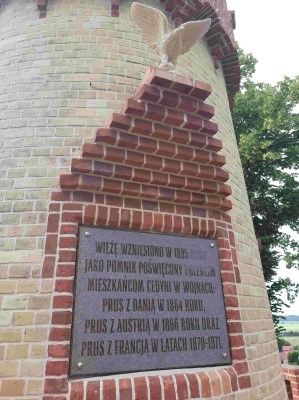 WIEŻĘ WZNIESIONO W 1895
JAKO POMNIK POŚWIĘCONY POLEGŁYM
MIESZKAŃCOM CEDYNI W WOJNACH:
PRUS Z DANIĄ W 1864 ROKU,
PRUS Z AUSTRIĄ W 1866 ROKU ORAZ
PRUS Z FRANCJĄ W LATACH 1870-1871.